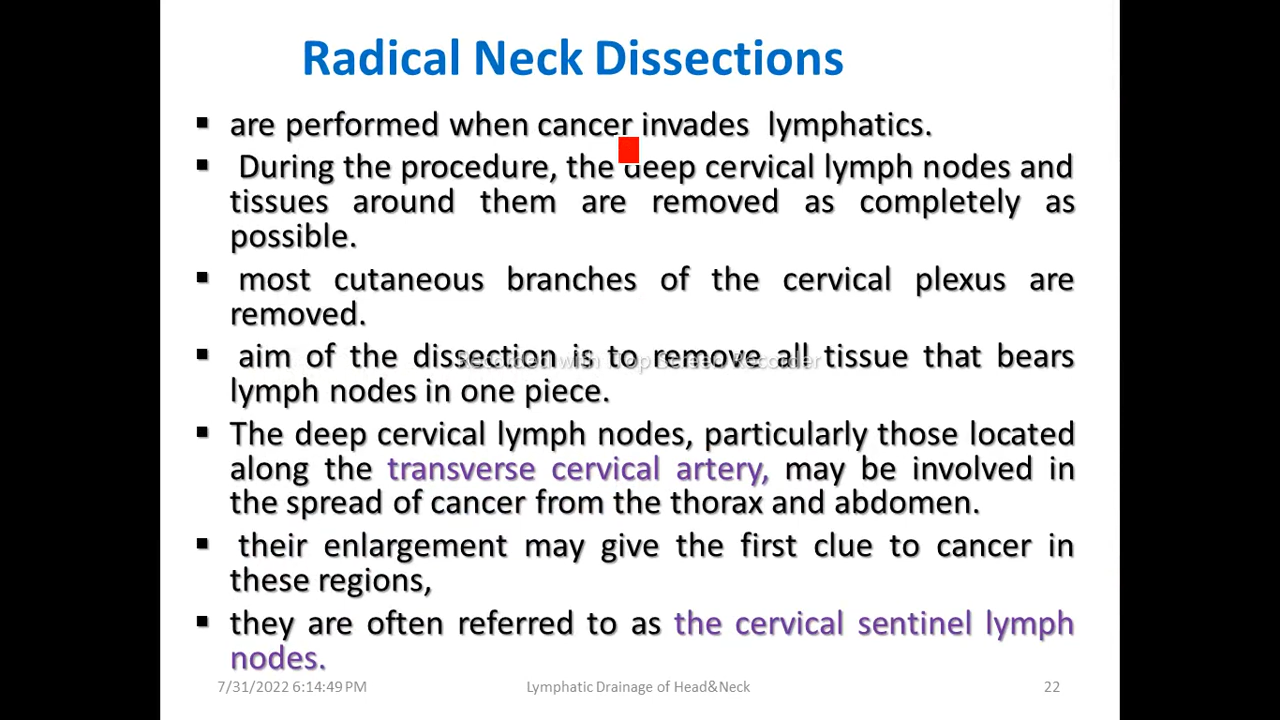 Radical Neck Dissections
▪ are performed when cancer invades lymphatics.
▪ During the procedure, the deep cervical lymph nodes and
tissues around them are removed as completely as
possible.
▪ most cutaneous branches of the cervical plexus are
removed.
▪ aim of the dissection is to remove all tissue that bears
Recorded with iTop Screen Recorder
lymph nodes in one piece.
▪ The deep cervical lymph nodes, particularly those located
along the transverse cervical artery, may be involved in
the spread of cancer from the thorax and abdomen.
▪ their enlargement may give the first clue to cancer in
these regions,
▪ they are often referred to as the cervical sentinel lymph
nodes.
7/31/2022 6:14:49 PM Lymphatic Drainage of Head&Neck 22